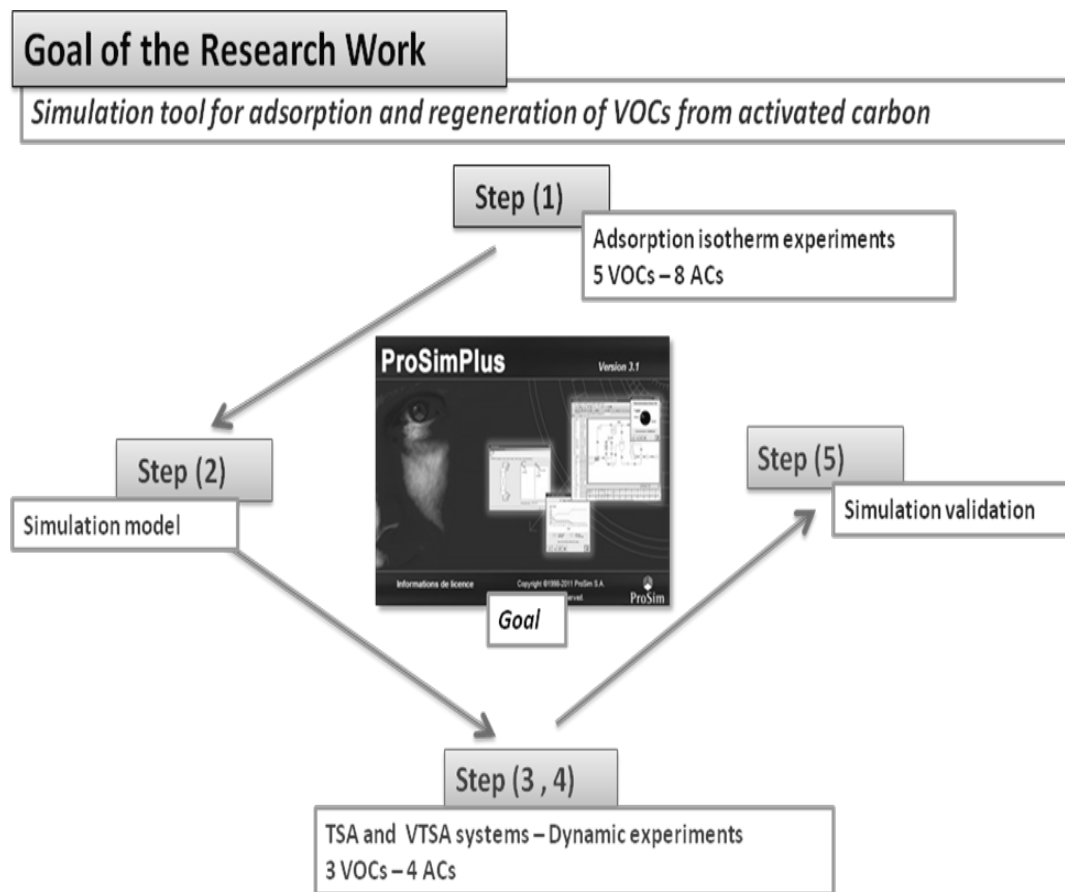 Goal of the Research Work
Simulation tool for adsorption and regeneration of VOCs from activated carbon
Step (1)
Adsorption isotherm experiments
5 VOCs – 8 ACs
ProSimPlus
Version 3.1
Step (2)
Simulation model
Step (5)
Simulation validation
Informations de licence
Copyright ©1998-2011 ProSim S.A.
ProSim
Goal
Step (3 , 4)
TSA and VTSA systems – Dynamic experiments
3 VOCs – 4 ACs